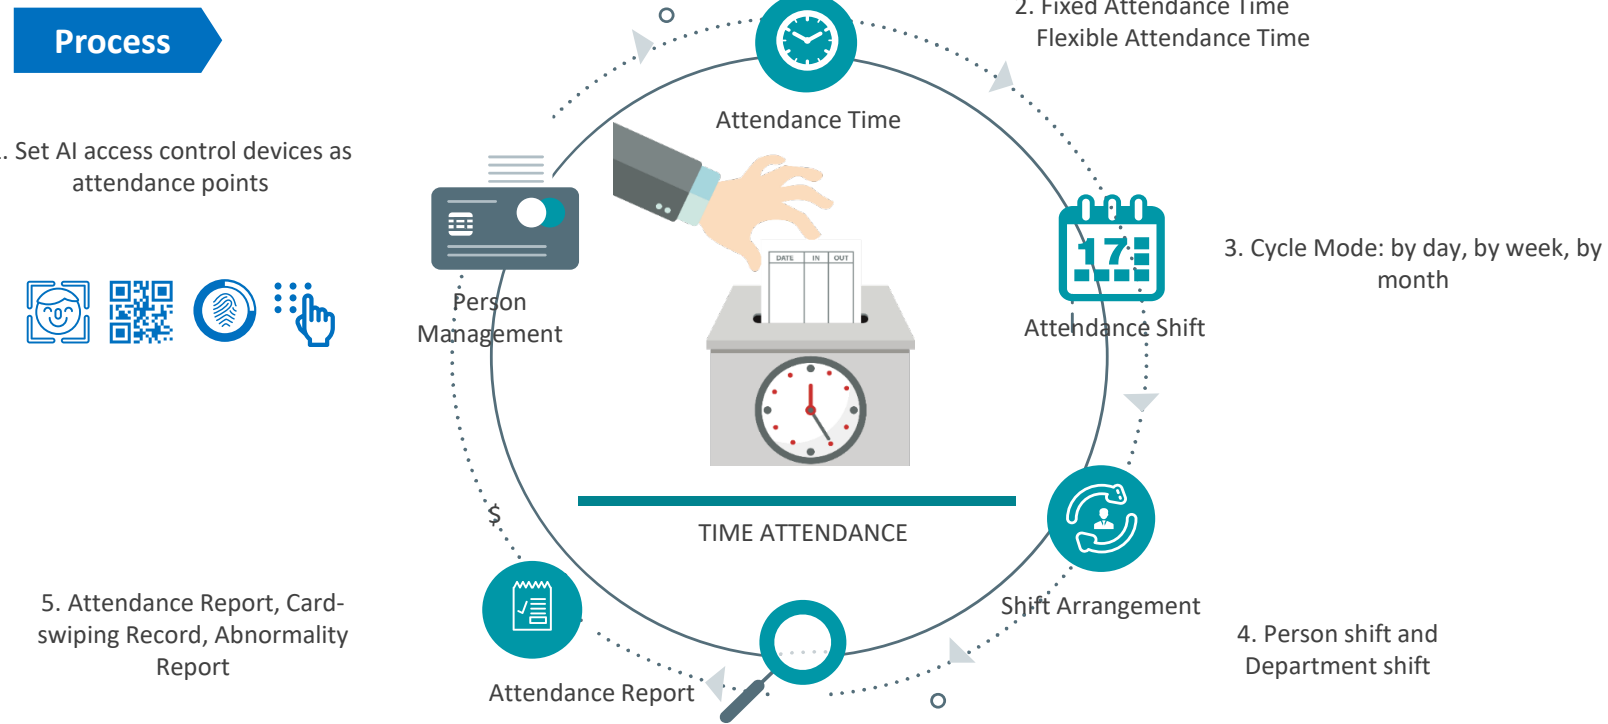 Process
2. Fixed Attendance Time
Flexible Attendance Time
Attendance Time
. Set AI access control devices as
attendance points
DATE IN OUT
17
3. Cycle Mode: by day, by week, by
month
Person
Management
Attendance Shift
$
TIME ATTENDANCE
5. Attendance Report, Card-
swiping Record, Abnormality
Report
Shift Arrangement
4. Person shift and
Department shift
Attendance Report